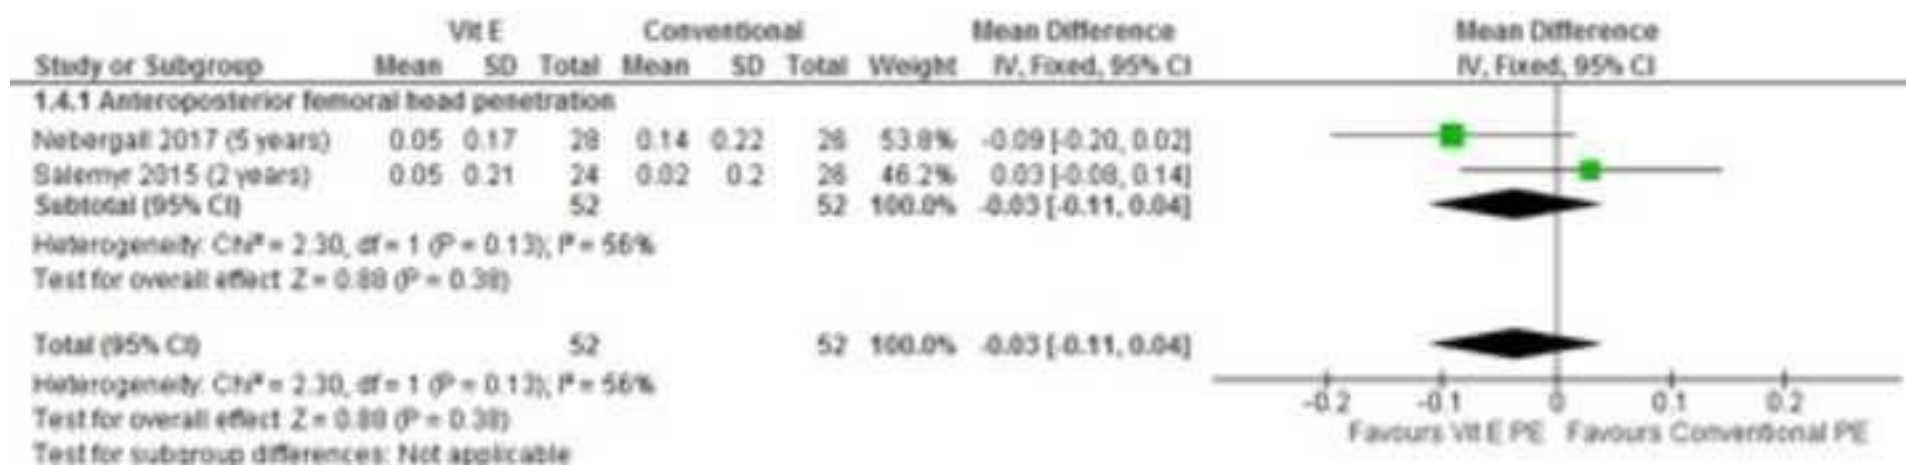 Vit E Conventional Mean Difference Mean Difference
Study or Subgroup Mean SD Total Mean SD Total Weight IV, Fixed, 95% CI IV, Fixed, 95% CI
1.4.1 Anteroposterior femoral head penetration
Nebergall 2017 (5 years) 0.05 0.17 28 0.14 0.22 26 53.8% -0.09 [-0.20, 0.02]
Salemyr 2015 (2 years) 0.05 0.21 24 0.02 0.2 26 46.2% 0.03 [-0.08, 0.14]
Subtotal (95% CI) 52 52 100.0% -0.03 [-0.11, 0.04]
Heterogeneity: Chi² = 2.30, df = 1 (P = 0.13); I² = 56%
Test for overall effect: Z = 0.88 (P = 0.38)
Total (95% CI) 52 52 100.0% -0.03 [-0.11, 0.04]
Heterogeneity: Chi² = 2.30, df = 1 (P = 0.13); I² = 56%
-0.2 -0.1 0 0.1 0.2
Test for overall effect: Z = 0.88 (P = 0.38)
Favours Vit E PE Favours Conventional PE
Test for subgroup differences: Not applicable